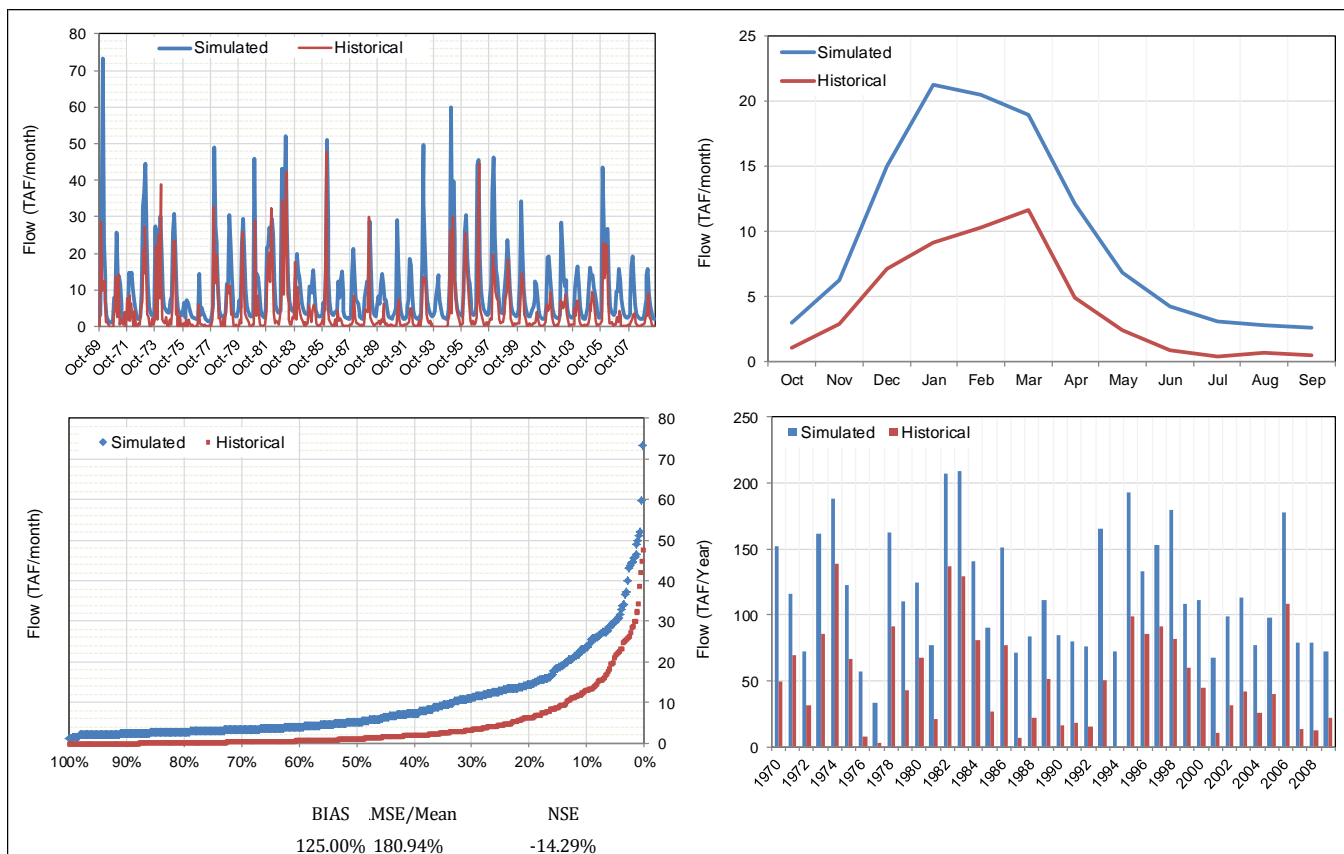 Simulated Historical
Flow (TAF/month)
80
70
60
50
40
30
20
10
0
Oct-69 Oct-71 Oct-73 Oct-75 Oct-77 Oct-79 Oct-81 Oct-83 Oct-85 Oct-87 Oct-89 Oct-91 Oct-93 Oct-95 Oct-97 Oct-99 Oct-01 Oct-03 Oct-05 Oct-07
Simulated
Historical
Flow (TAF/month)
25
20
15
10
5
0
Oct Nov Dec Jan Feb Mar Apr May Jun Jul Aug Sep
Simulated Historical
Flow (TAF/month)
80
70
60
50
40
30
20
10
0
100% 90% 80% 70% 60% 50% 40% 30% 20% 10% 0%
BIAS MSE/Mean NSE
125.00% 180.94% -14.29%
Simulated Historical
Flow (TAF/Year)
250
200
150
100
50
0
1970 1972 1974 1976 1978 1980 1982 1984 1986 1988 1990 1992 1994 1996 1998 2000 2002 2004 2006 2008